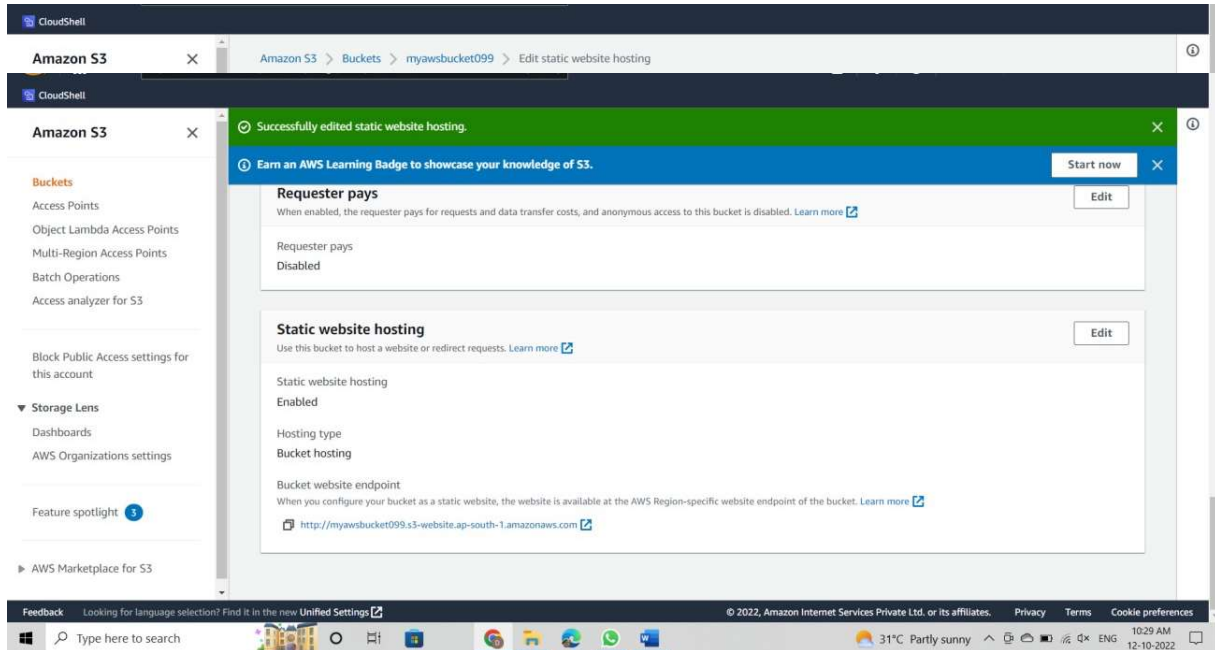 CloudShell
Amazon S3
Amazon S3 > Buckets > myawsbucket099 > Edit static website hosting
CloudShell
Amazon S3
Successfully edited static website hosting.
Earn an AWS Learning Badge to showcase your knowledge of S3.
Start now
Buckets
Access Points
Object Lambda Access Points
Multi-Region Access Points
Batch Operations
Access analyzer for S3
Block Public Access settings for
this account
Storage Lens
Dashboards
AWS Organizations settings
Feature spotlight 3
AWS Marketplace for S3
Requester pays
Edit
When enabled, the requester pays for requests and data transfer costs, and anonymous access to this bucket is disabled. Learn more
Requester pays
Disabled
Static website hosting
Edit
Use this bucket to host a website or redirect requests. Learn more
Static website hosting
Enabled
Hosting type
Bucket hosting
Bucket website endpoint
When you configure your bucket as a static website, the website is available at the AWS Region-specific website endpoint of the bucket. Learn more
http://myawsbucket099.s3-website.ap-south-1.amazonaws.com
Feedback Looking for language selection? Find it in the new Unified Settings
© 2022, Amazon Internet Services Private Ltd. or its affiliates. Privacy Terms Cookie preferences
Type here to search
31°C Partly sunny
ENG
10:29 AM
12-10-2022